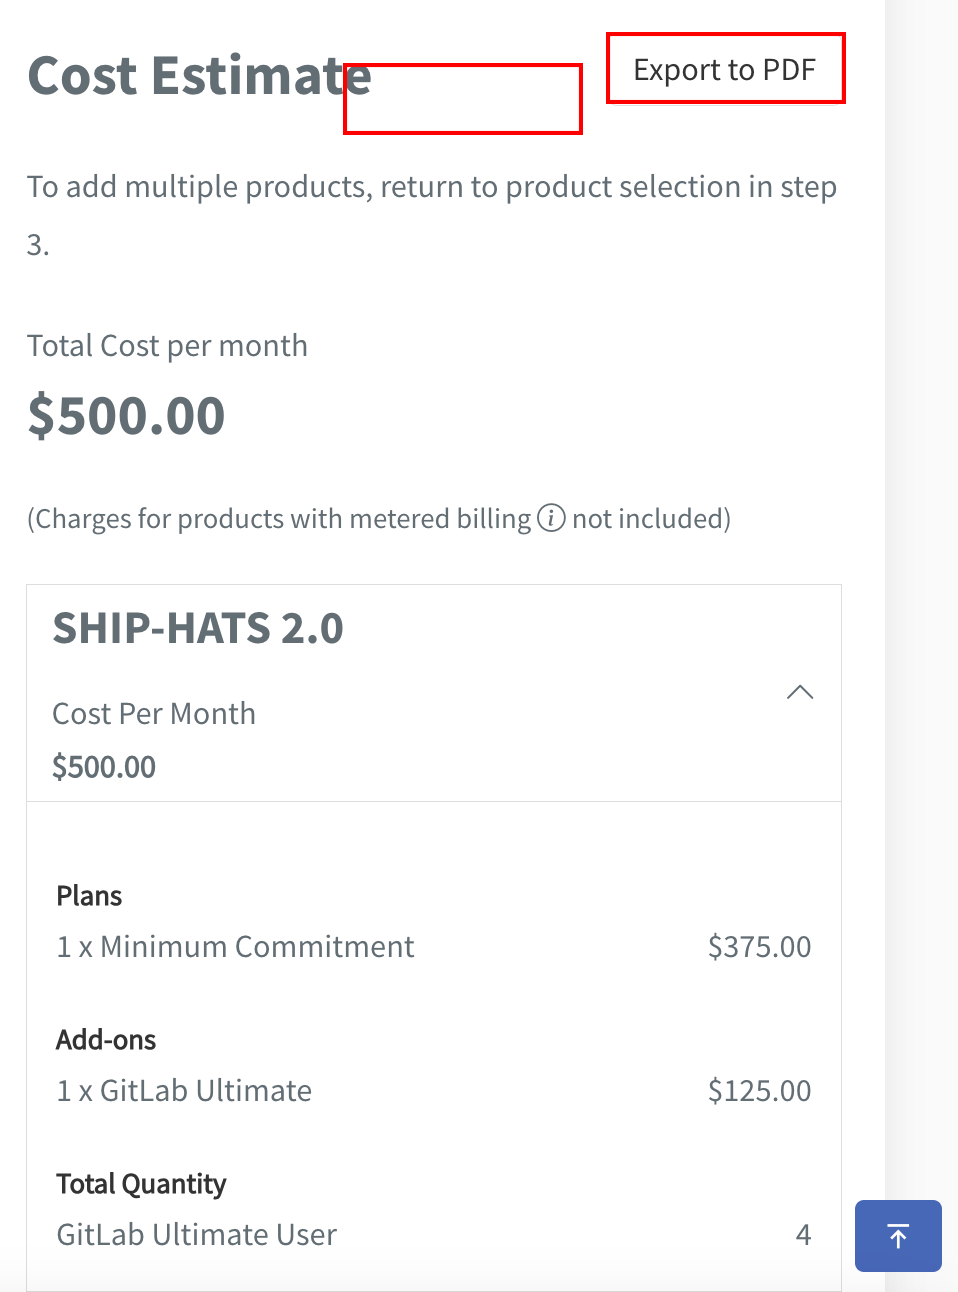 Cost Estimate
Export to PDF
To add multiple products, return to product selection in step
3.
Total Cost per month
$500.00
(Charges for products with metered billing ⓘ not included)
SHIP-HATS 2.0
Cost Per Month
$500.00
Plans
1 x Minimum Commitment $375.00
Add-ons
1 x GitLab Ultimate $125.00
Total Quantity
GitLab Ultimate User 4